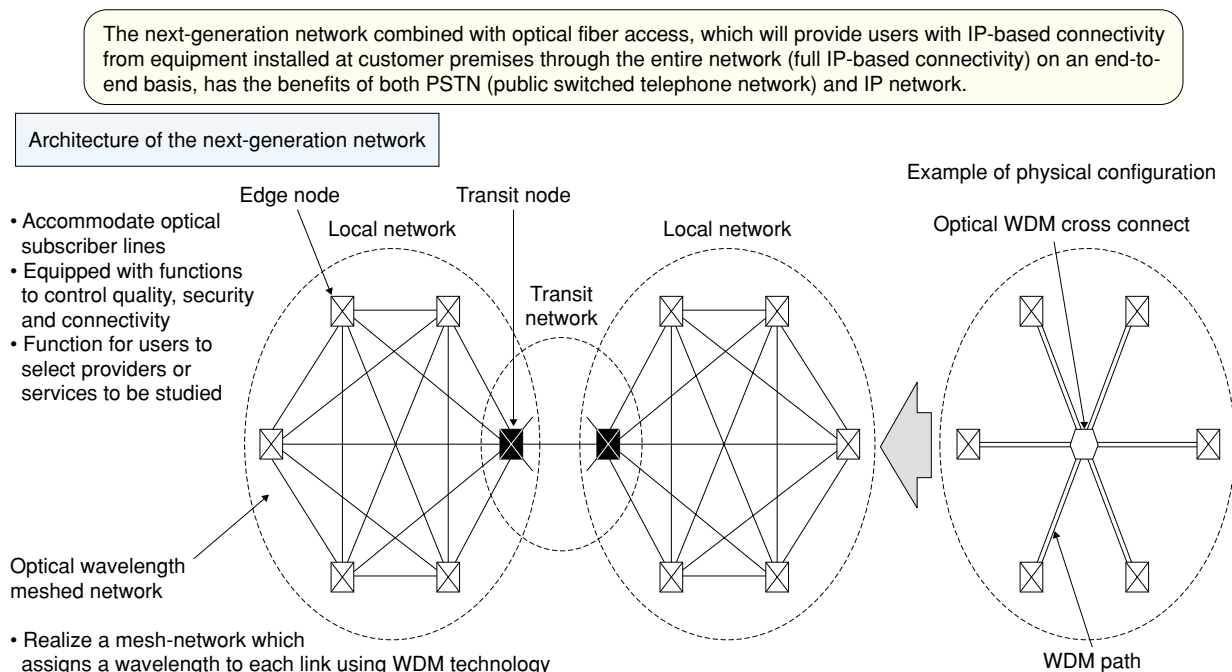 The next-generation network combined with optical fiber access, which will provide users with IP-based connectivity
from equipment installed at customer premises through the entire network (full IP-based connectivity) on an end-to-
end basis, has the benefits of both PSTN (public switched telephone network) and IP network.
Architecture of the next-generation network
Example of physical configuration
Edge node
Transit node
• Accommodate optical
subscriber lines
• Equipped with functions
to control quality, security
and connectivity
• Function for users to
select providers or
services to be studied
Local network
Local network
Optical WDM cross connect
Transit
network
Optical wavelength
meshed network
• Realize a mesh-network which
assigns a wavelength to each link using WDM technology
WDM path